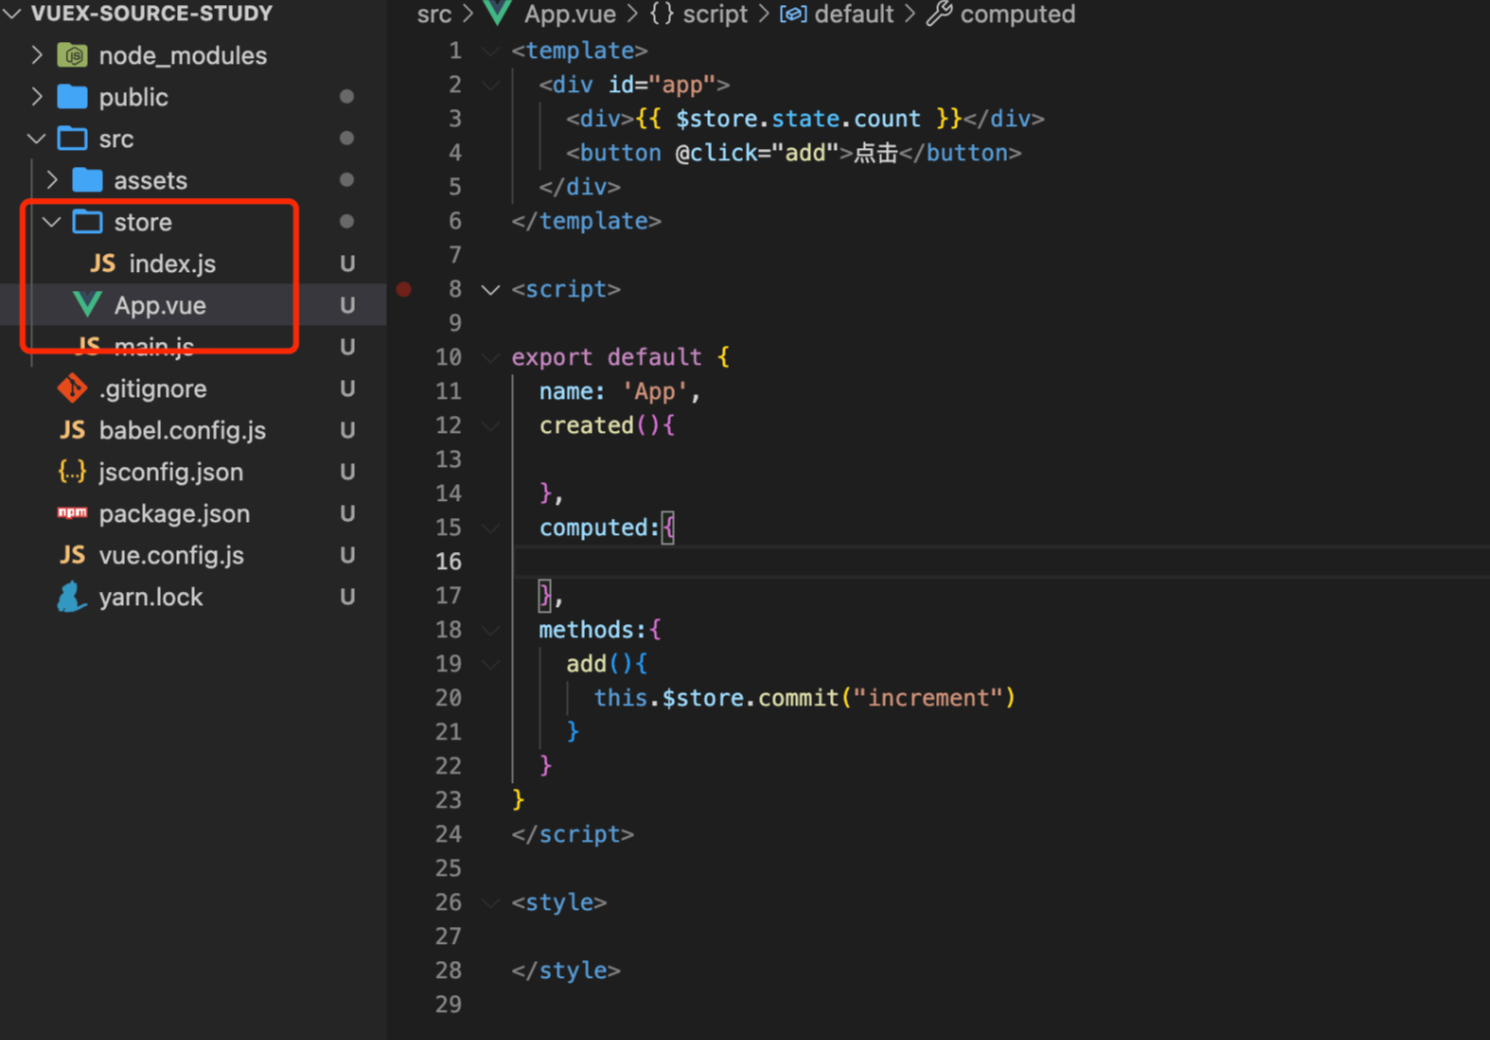 VUEX-SOURCE-STUDY
node_modules
public
src
assets
store
JS index.js U
App.vue U
JS main.js U
.gitignore U
JS babel.config.js U
{..} jsconfig.json U
npm package.json U
JS vue.config.js U
yarn.lock U
src > App.vue > {} script > default > computed
1 <template>
2 <div id="app">
3 <div>{{ $store.state.count }}</div>
4 <button @click="add">点击</button>
5 </div>
6 </template>
7
8 <script>
9
10 export default {
11 name: 'App',
12 created(){
13
14 },
15 computed:{
16
17 },
18 methods:{
19 add(){
20 this.$store.commit("increment")
21 }
22 }
23 }
24 </script>
25
26 <style>
27
28 </style>
29